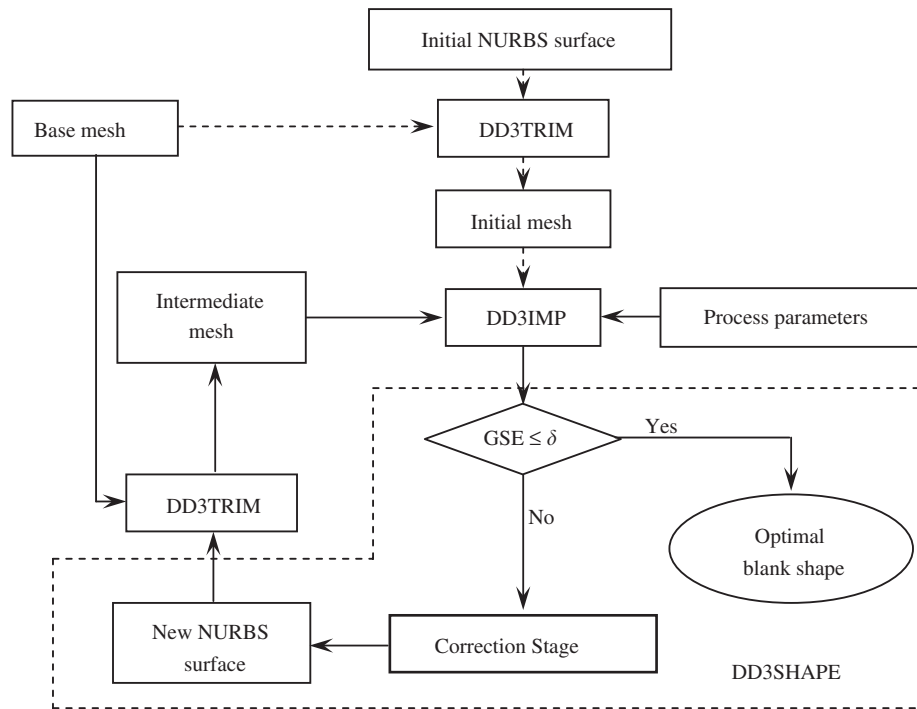 Initial NURBS surface
Base mesh
DD3TRIM
Initial mesh
Intermediate
mesh
DD3IMP
Process parameters
GSE ≤ δ
Yes
DD3TRIM
No
Optimal
blank shape
New NURBS
surface
Correction Stage
DD3SHAPE